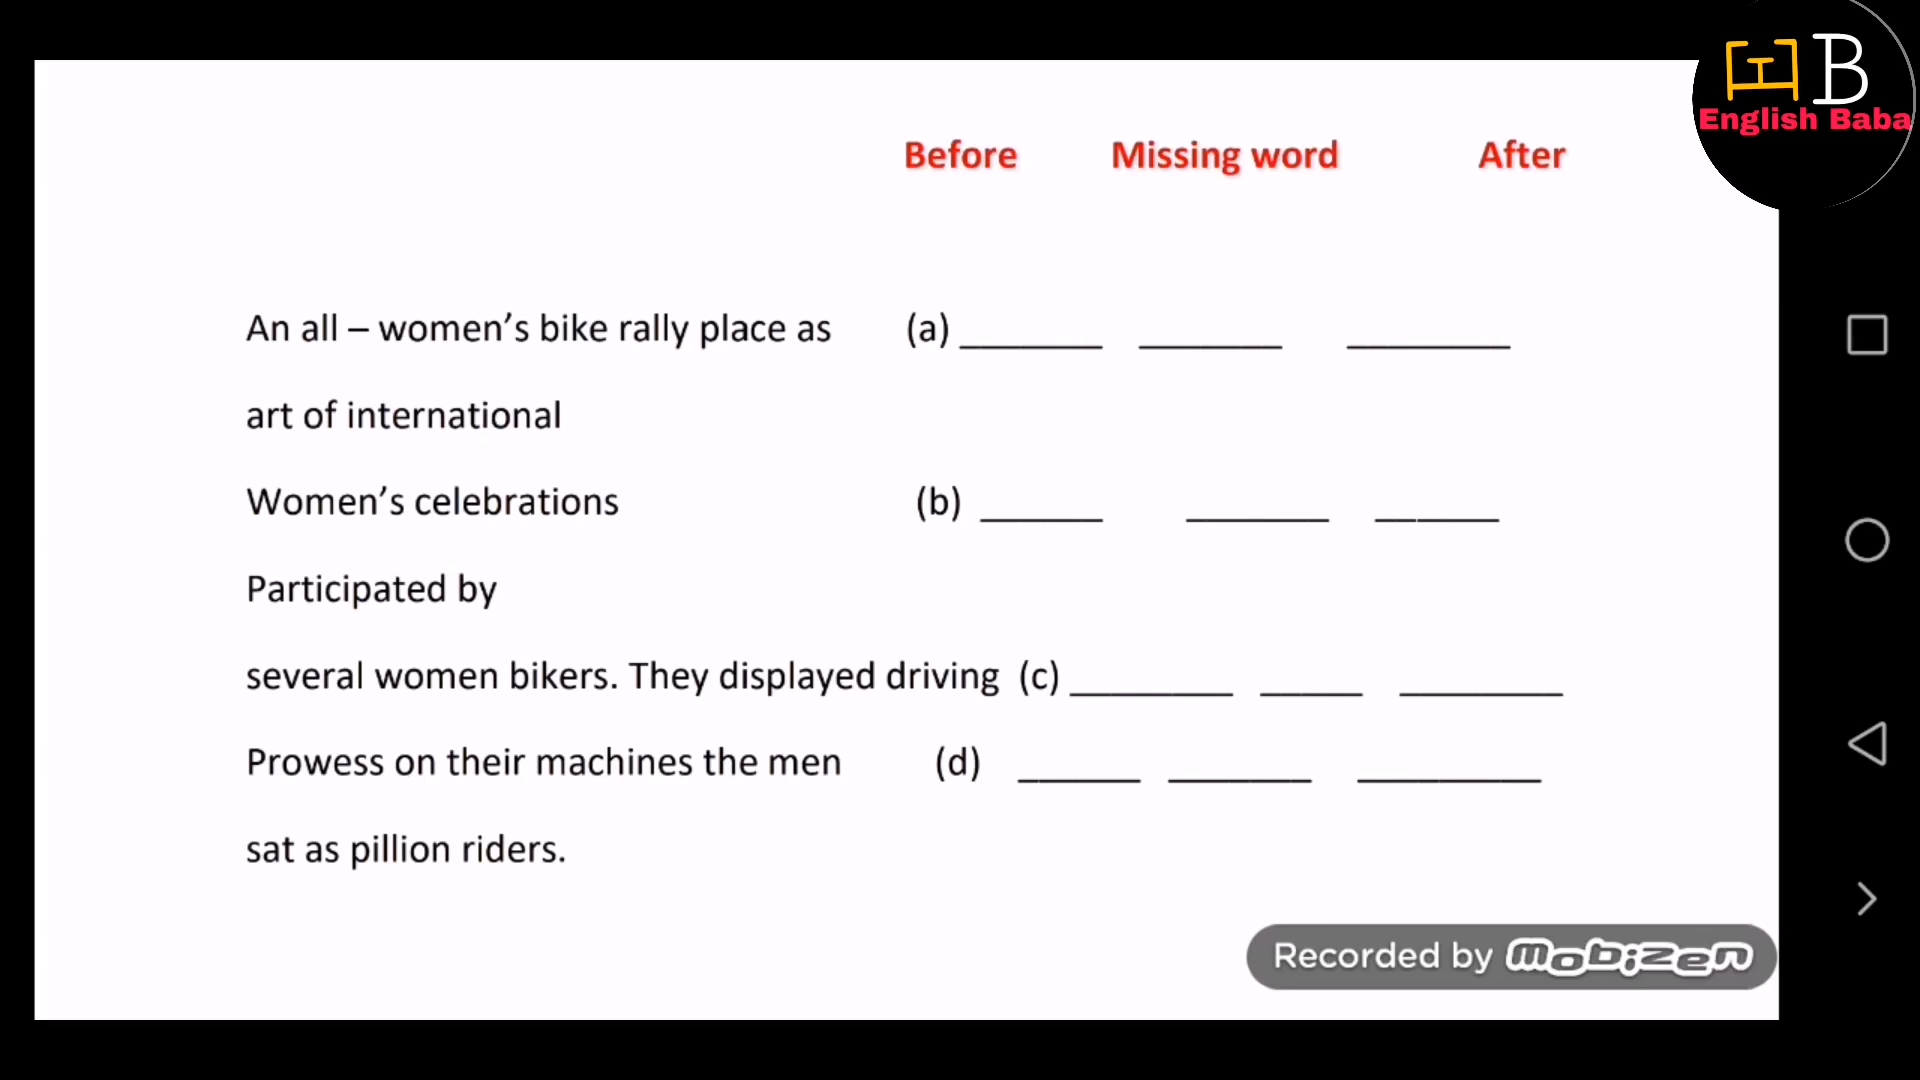 B
English Baba
Before Missing word After
An all – women’s bike rally place as (a) _______ _______ ________
art of international
Women’s celebrations (b) ______ _______ ______
Participated by
several women bikers. They displayed driving (c) ________ _____ ________
Prowess on their machines the men (d) ______ _______ _________
sat as pillion riders.
Recorded by mobizen